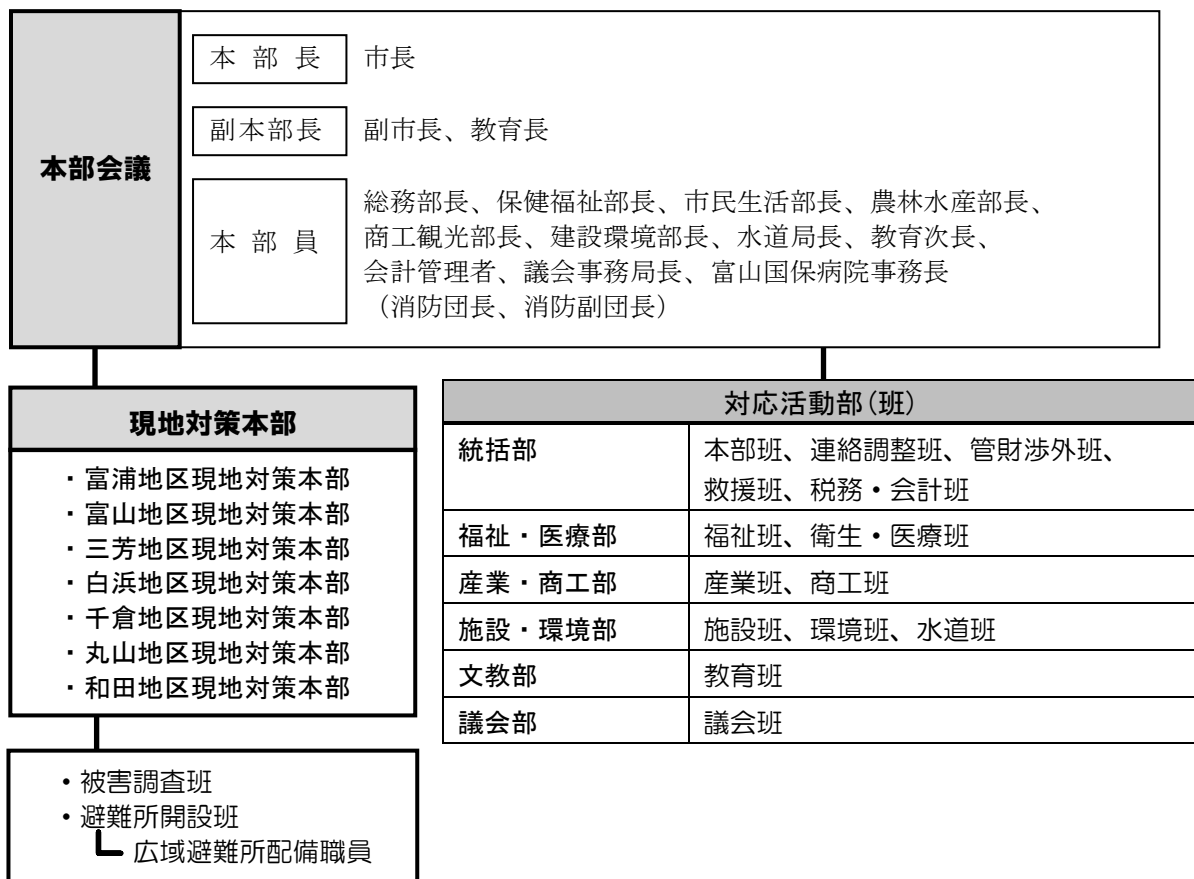 本部会議
本 部 長 市長
副本部長 副市長、教育長
本 部 員
総務部長、保健福祉部長、市民生活部長、農林水産部長、
商工観光部長、建設環境部長、水道局長、教育次長、
会計管理者、議会事務局長、富山国保病院事務長
（消防団長、消防副団長）
現地対策本部
・富浦地区現地対策本部
・富山地区現地対策本部
・三芳地区現地対策本部
・白浜地区現地対策本部
・千倉地区現地対策本部
・丸山地区現地対策本部
・和田地区現地対策本部
・被害調査班
・避難所開設班
広域避難所配備職員
対応活動部(班)
統括部 本部班、連絡調整班、管財渉外班、
救援班、税務・会計班
福祉・医療部 福祉班、衛生・医療班
産業・商工部 産業班、商工班
施設・環境部 施設班、環境班、水道班
文教部 教育班
議会部 議会班